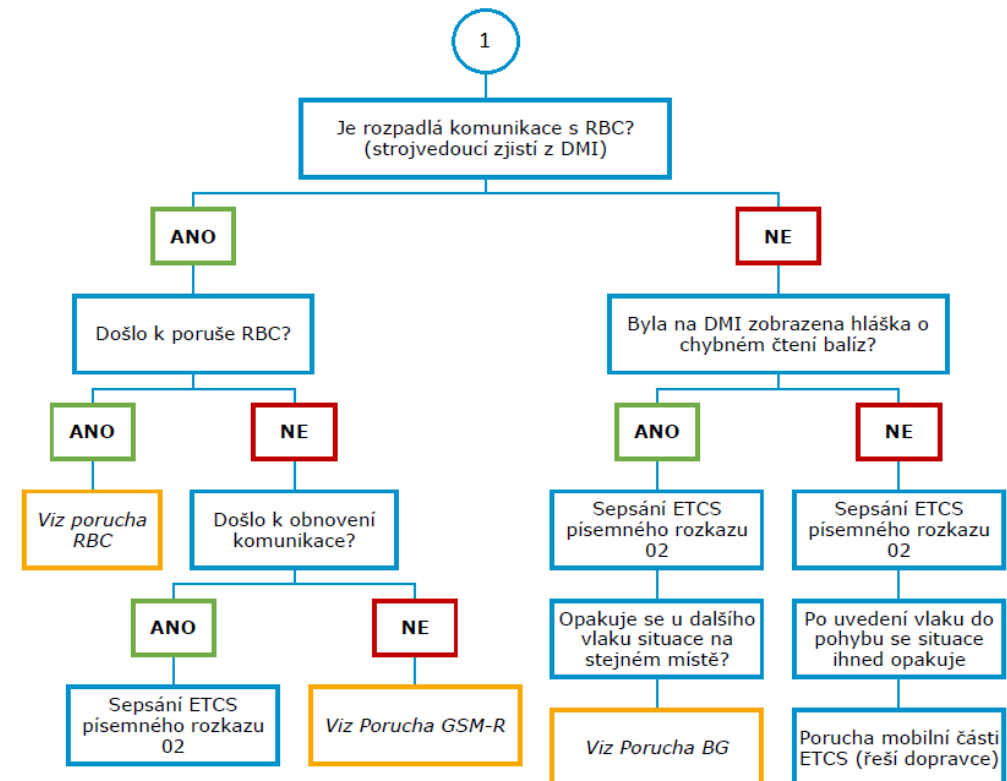 1
Je rozpadlá komunikace s RBC?
(strojvedoucí zjistí z DMI)
ANO
NE
Došlo k poruše RBC?
Byla na DMI zobrazena hláška o
chybném čtení balíz?
ANO
NE
ANO
NE
Viz porucha
RBC
Došlo k obnovení
komunikace?
Sepsání ETCS
písemného rozkazu
02
Sepsání ETCS
písemného rozkazu
02
ANO
NE
Opakuje se u dalšího
vlaku situace na
stejném místě?
Po uvedení vlaku do
pohybu se situace
ihned opakuje
Sepsání ETCS
písemného rozkazu
02
Viz Porucha GSM-R
Viz Porucha BG
Porucha mobilní části
ETCS (řeší dopravce)